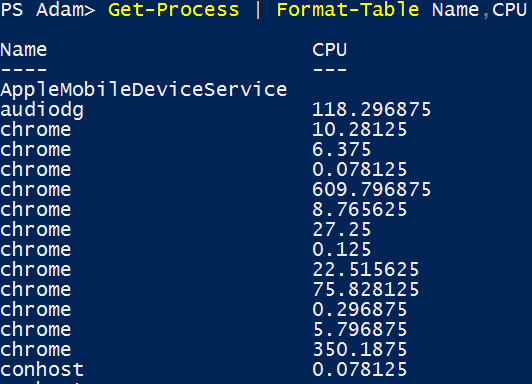 PS Adam> Get-Process | Format-Table Name,CPU
Name CPU
---- ---
AppleMobileDeviceService
audiodg 118.296875
chrome 10.28125
chrome 6.375
chrome 0.078125
chrome 609.796875
chrome 8.765625
chrome 27.25
chrome 0.125
chrome 22.515625
chrome 75.828125
chrome 0.296875
chrome 5.796875
chrome 350.1875
conhost 0.078125